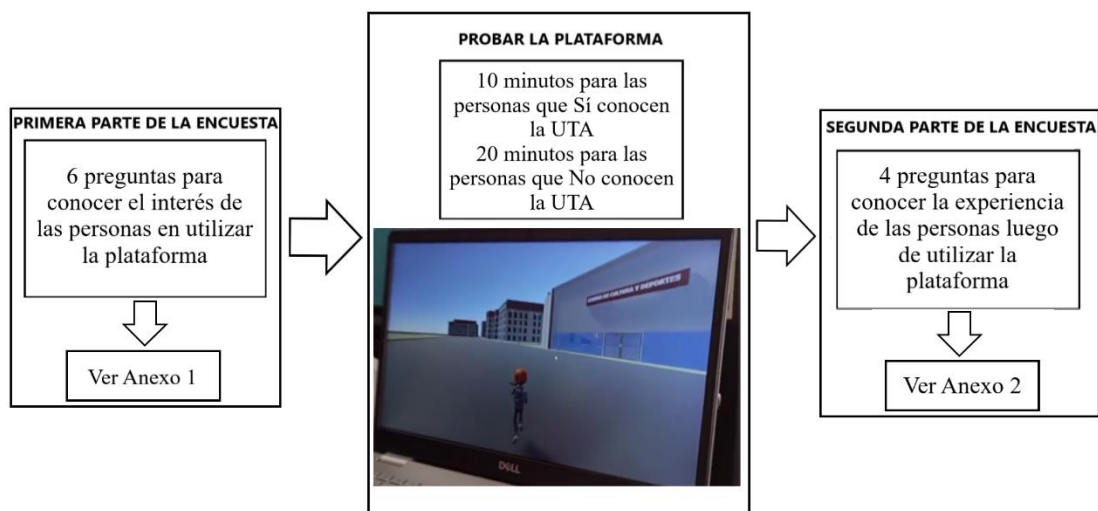 PRIMERA PARTE DE LA ENCUESTA
6 preguntas para
conocer el interés de
las personas en utilizar
la plataforma
Ver Anexo 1
PROBAR LA PLATAFORMA
10 minutos para las
personas que Sí conocen
la UTA
20 minutos para las
personas que No conocen
la UTA
DE CULTURA Y DEPORTES
DELL
SEGUNDA PARTE DE LA ENCUESTA
4 preguntas para
conocer la experiencia
de las personas luego
de utilizar la
plataforma
Ver Anexo 2